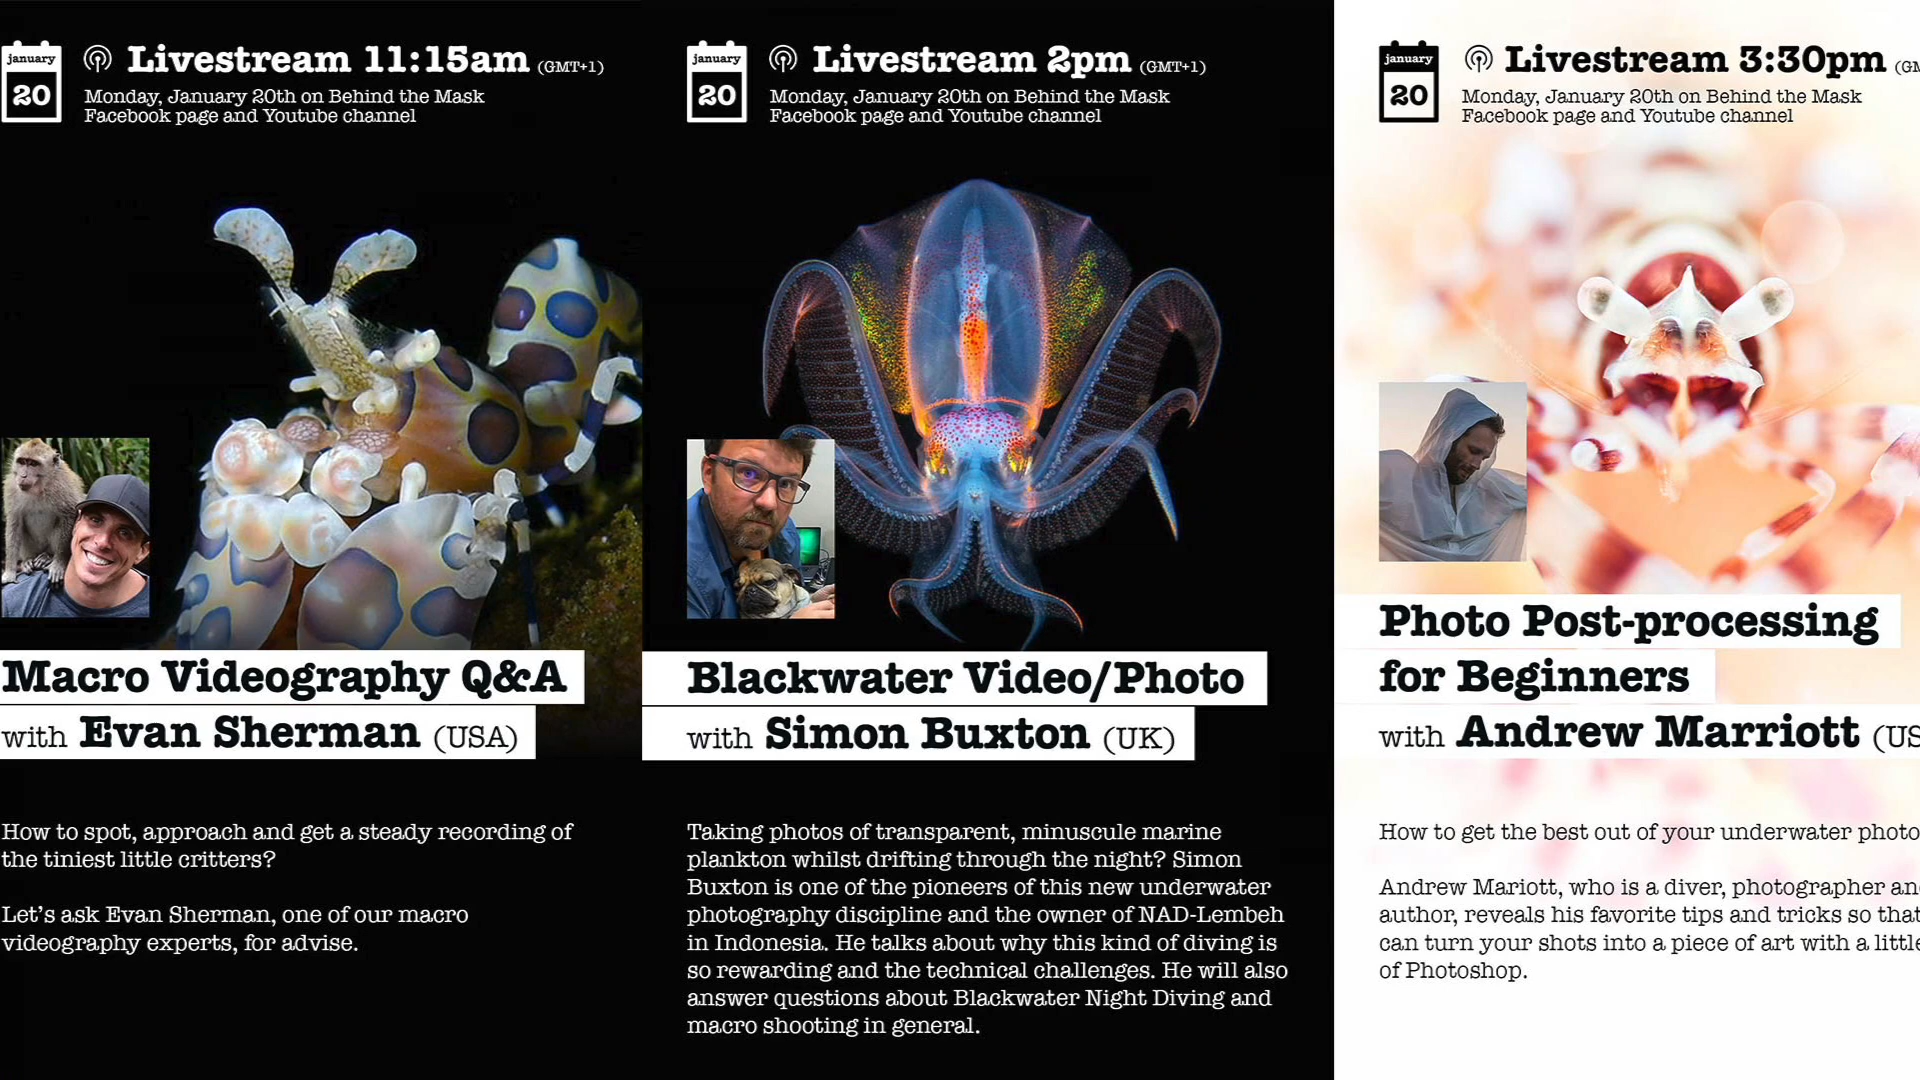 january
20
Livestream 11:15am (GMT+1)
Monday, January 20th on Behind the Mask
Facebook page and Youtube channel
Macro Videography Q&A
with Evan Sherman (USA)
How to spot, approach and get a steady recording of
the tiniest little critters?
Let's ask Evan Sherman, one of our macro
videography experts, for advise.
january
20
Livestream 2pm (GMT+1)
Monday, January 20th on Behind the Mask
Facebook page and Youtube channel
Blackwater Video/Photo
with Simon Buxton (UK)
Taking photos of transparent, minuscule marine
plankton whilst drifting through the night? Simon
Buxton is one of the pioneers of this new underwater
photography discipline and the owner of NAD-Lembeh
in Indonesia. He talks about why this kind of diving is
so rewarding and the technical challenges. He will also
answer questions about Blackwater Night Diving and
macro shooting in general.
january
20
Livestream 3:30pm
Monday, January 20th on Behind the Mask
Facebook page and Youtube channel
Photo Post-processing
for Beginners
with Andrew Marriott
How to get the best out of your underwater
Andrew Mariott, who is a diver, photographer
author, reveals his favorite tips and tricks so that
can turn your shots into a piece of art with a little
of Photoshop.